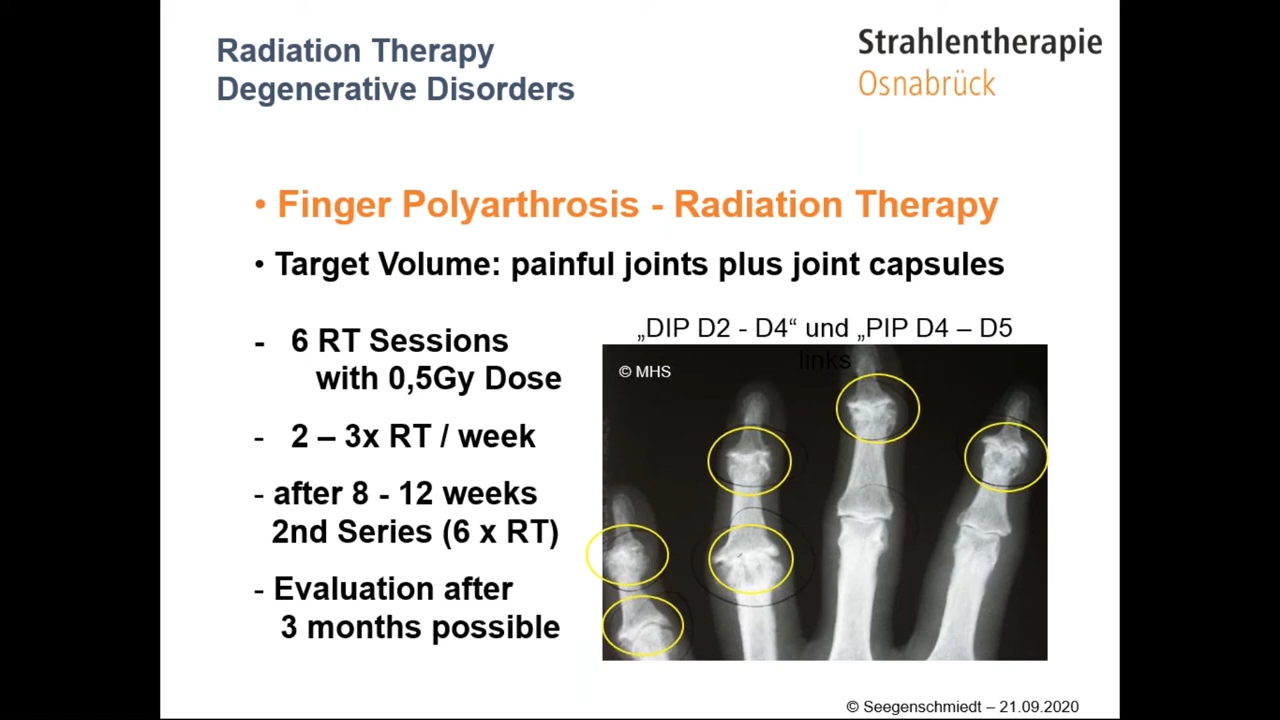 Radiation Therapy
Degenerative Disorders
Strahlentherapie
Osnabrück
• Finger Polyarthrosis - Radiation Therapy
• Target Volume: painful joints plus joint capsules
- 6 RT Sessions
with 0,5Gy Dose
- 2 – 3x RT / week
- after 8 - 12 weeks
2nd Series (6 x RT)
- Evaluation after
3 months possible
„DIP D2 - D4“ und „PIP D4 – D5
links
© MHS
© Seegenschmiedt – 21.09.2020